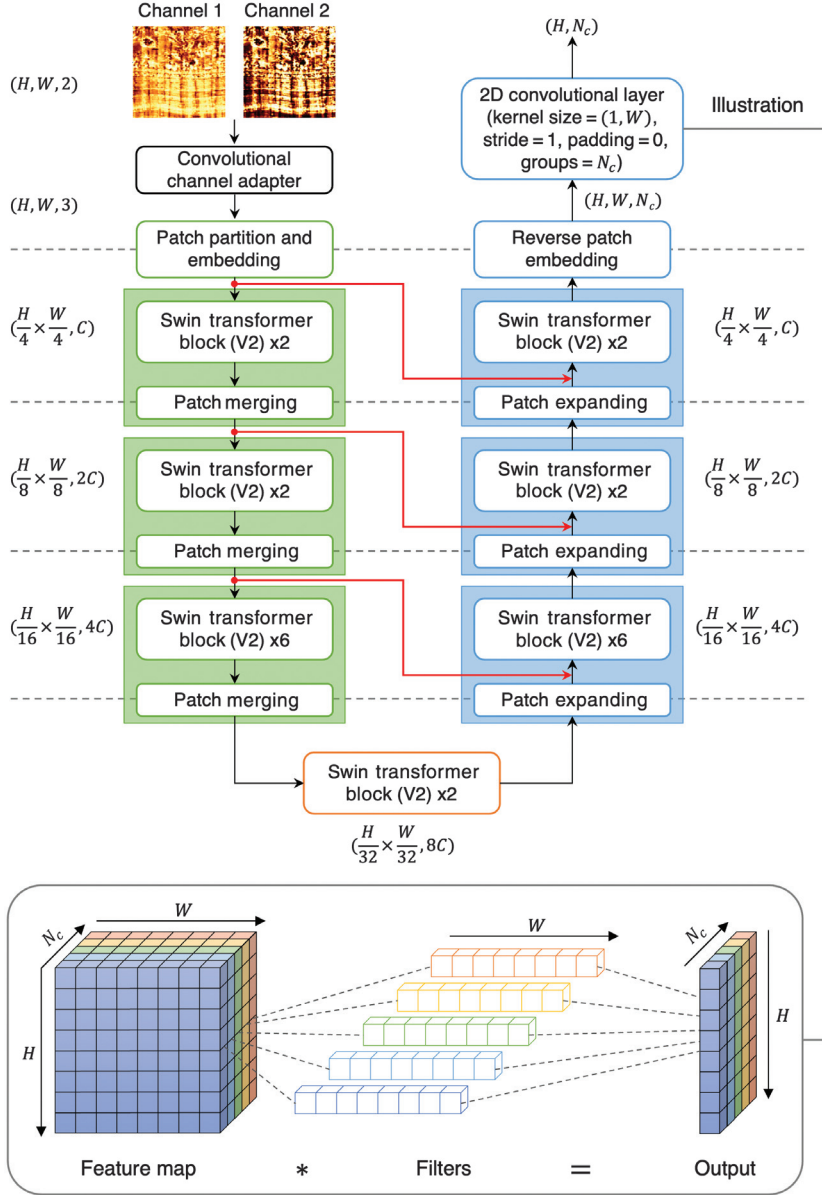 Channel 1
Channel 2
(H, W, 2)
Convolutional
channel adapter
(H, W, 3)
Patch partition and
embedding
(H/4 × W/4, C)
Swin transformer
block (V2) x2
Patch merging
(H/8 × W/8, 2C)
Swin transformer
block (V2) x2
Patch merging
(H/16 × W/16, 4C)
Swin transformer
block (V2) x6
Patch merging
Swin transformer
block (V2) x2
(H/32 × W/32, 8C)
Patch expanding
Swin transformer
block (V2) x6
(H/16 × W/16, 4C)
Patch expanding
Swin transformer
block (V2) x2
(H/8 × W/8, 2C)
Patch expanding
Swin transformer
block (V2) x2
(H/4 × W/4, C)
Reverse patch
embedding
(H, W, N_c)
2D convolutional layer
(kernel size = (1, W),
stride = 1, padding = 0,
groups = N_c)
(H, N_c)
Illustration
N_c
W
H
W
N_c
H
Feature map * Filters = Output